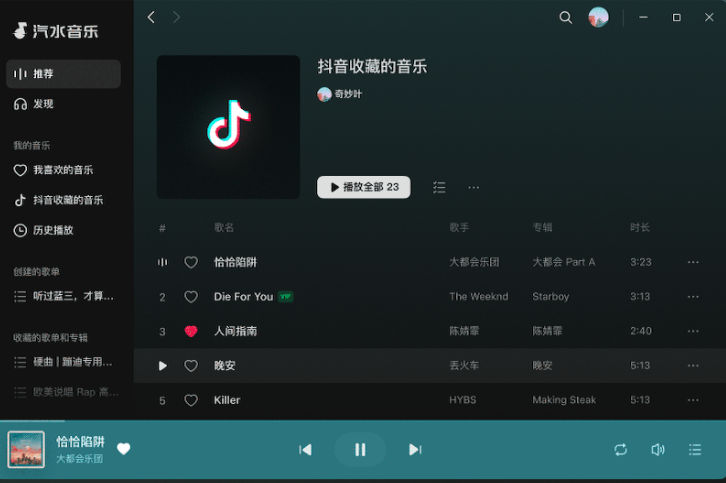 汽水音乐
推荐
发现
我的音乐
我喜欢的音乐
抖音收藏的音乐
历史播放
创建的歌单
听过蓝三，才算…
收藏的歌单和专辑
硬曲 | 蹦迪专用…
欧美说唱 Rap 高…
抖音收藏的音乐
奇妙叶
播放全部 23
# 歌名 歌手 专辑 时长
恰恰陷阱 大都会乐团 大都会 Part A 3:23
2 Die For You VIP The Weeknd Starboy 3:13
3 人间指南 陈婧霏 陈婧霏 2:40
晚安 丢火车 晚安 5:13
5 Killer HYBS Making Steak 5:13
恰恰陷阱
大都会乐团